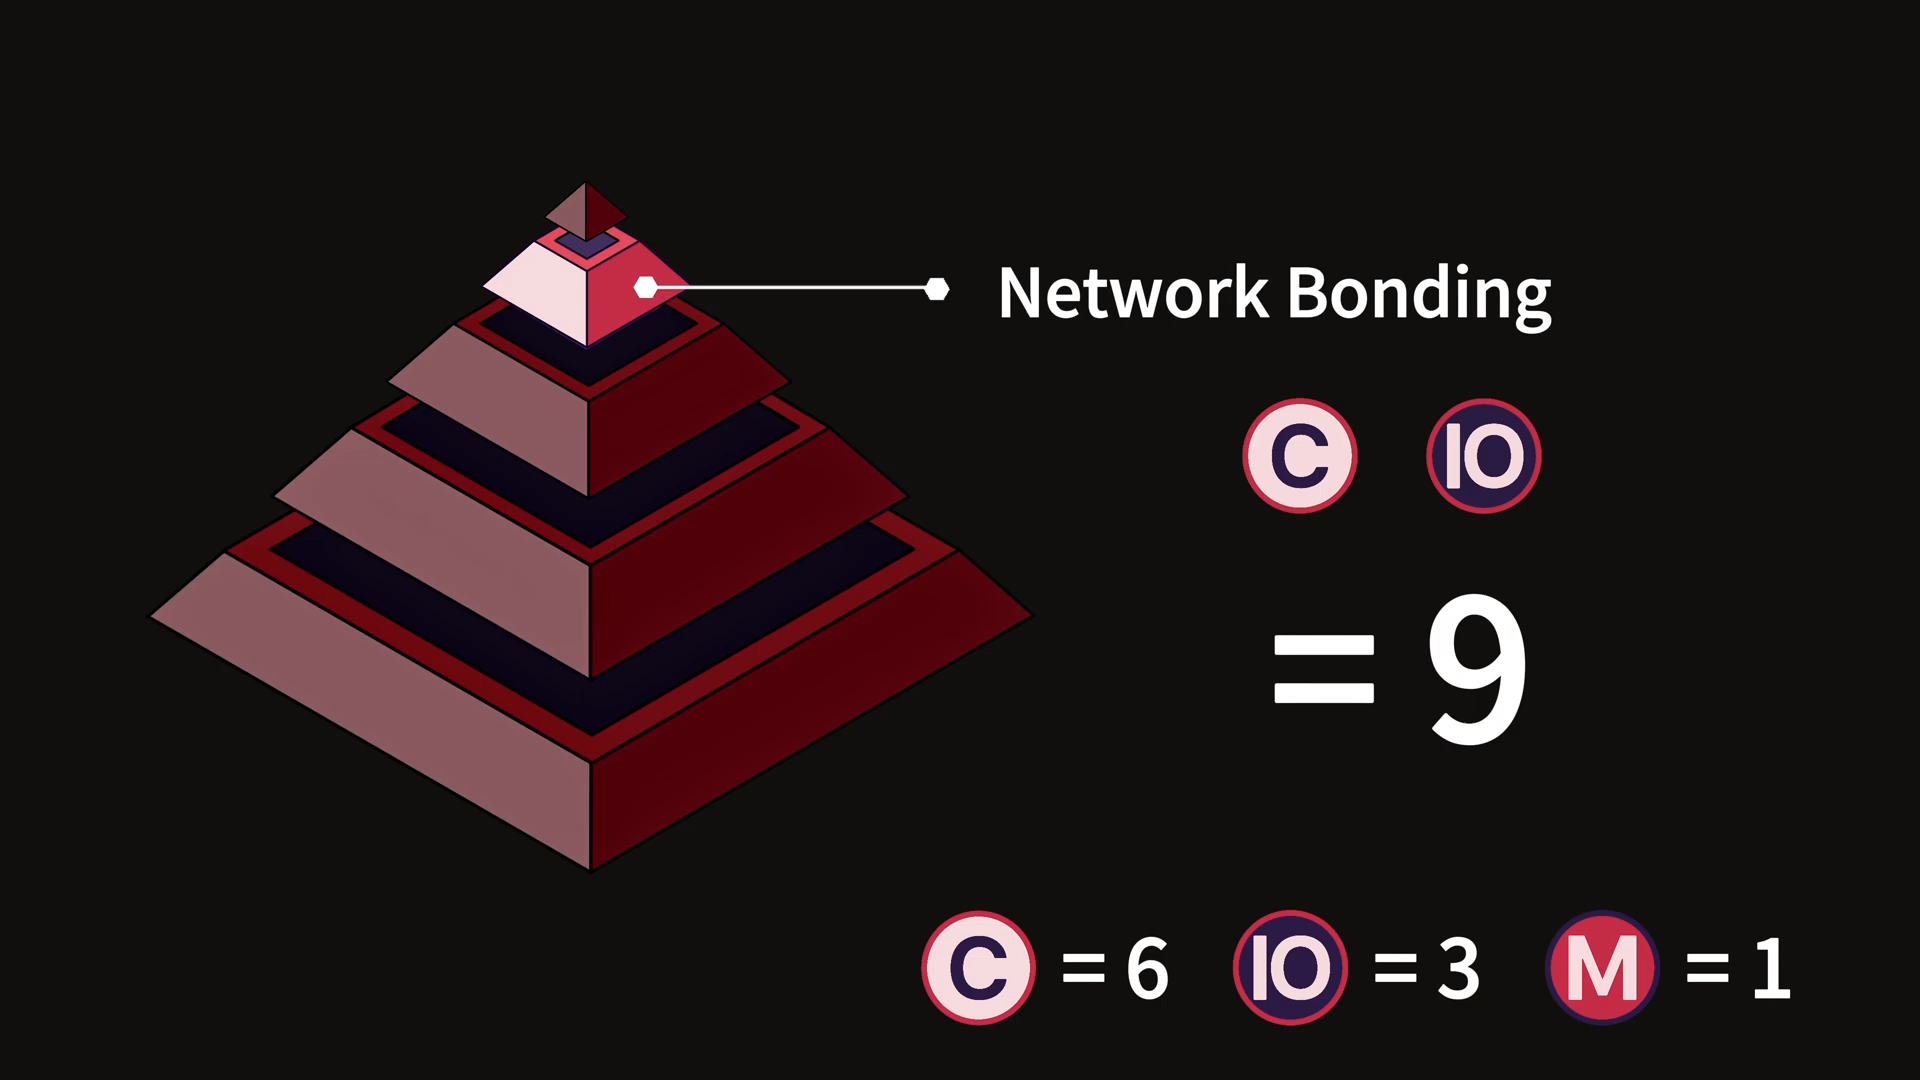 Network Bonding
C IO
= 9
C = 6 IO = 3 M = 1